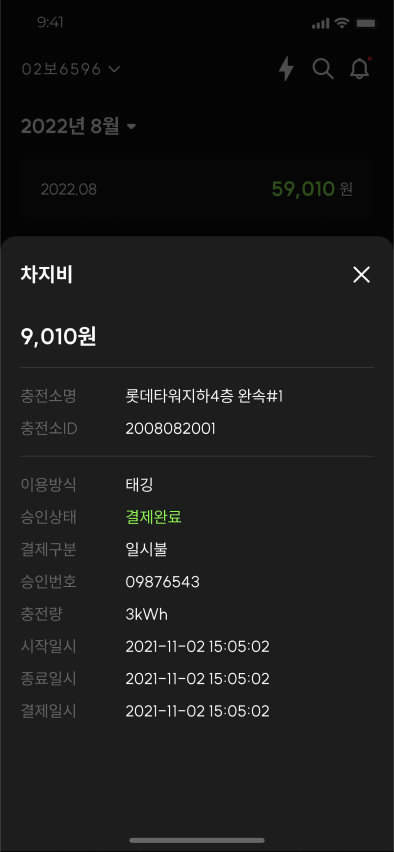 9:41
02보6596
2022년 8월
2022.08 59,010 원
차지비
9,010원
충전소명 롯데타워지하4층 완속#1
충전소ID 2008082001
이용방식 태깅
승인상태 결제완료
결제구분 일시불
승인번호 09876543
충전량 3kWh
시작일시 2021-11-02 15:05:02
종료일시 2021-11-02 15:05:02
결제일시 2021-11-02 15:05:02